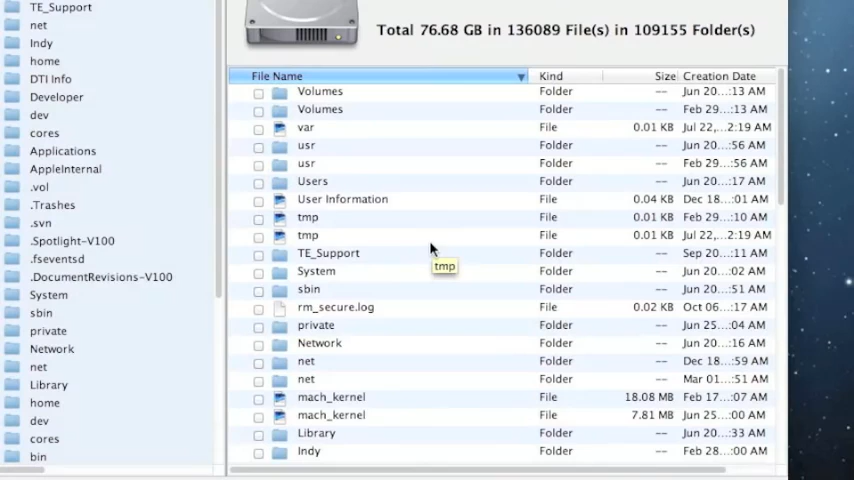 TE_Support
net
Indy
home
DTI Info
Developer
dev
cores
Applications
AppleInternal
.vol
.Trashes
.svn
.Spotlight-V100
.fseventsd
.DocumentRevisions-V100
System
sbin
private
Network
net
Library
home
dev
cores
bin
Total 76.68 GB in 136089 File(s) in 109155 Folder(s)
File Name Kind Size Creation Date
Volumes Folder -- Jun 20...:13 AM
Volumes Folder -- Feb 29...:13 AM
var File 0.01 KB Jul 22,...2:19 AM
usr Folder -- Jun 20...:56 AM
usr Folder -- Feb 29...:56 AM
Users Folder -- Jun 20...:17 AM
User Information File 0.04 KB Dec 18...:01 AM
tmp File 0.01 KB Feb 29...:10 AM
tmp File 0.01 KB Jul 22,...2:19 AM
TE_Support Folder -- Sep 20...:11 AM
tmp
System Folder -- Jun 20...:02 AM
sbin Folder -- Jun 20...:51 AM
rm_secure.log File 0.02 KB Oct 06...:17 AM
private Folder -- Jun 25...:04 AM
Network Folder -- Jun 20...:16 AM
net Folder -- Dec 18...:59 AM
net Folder -- Mar 01...:51 AM
mach_kernel File 18.08 MB Feb 17...:07 AM
mach_kernel File 7.81 MB Jun 25...:00 AM
Library Folder -- Jun 20...:33 AM
Indy Folder -- Feb 28...:00 AM